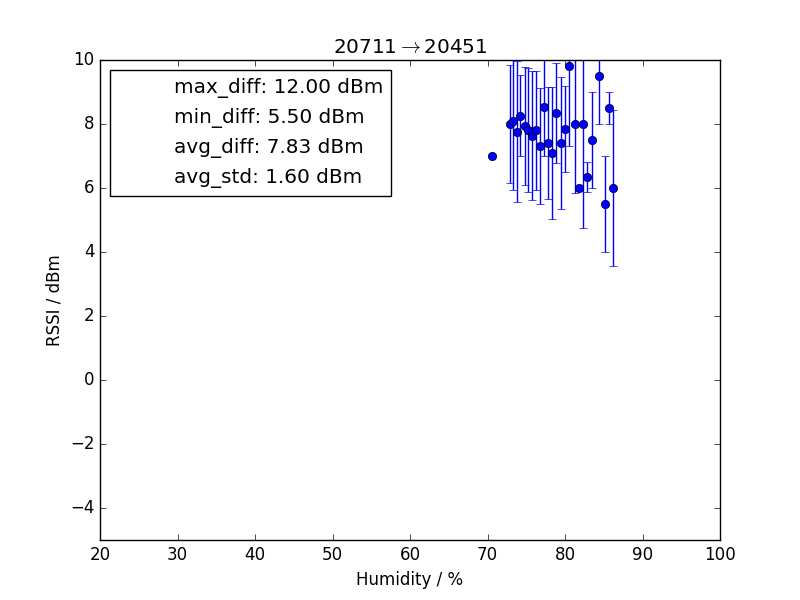 20711→20451
max_diff: 12.00 dBm
min_diff: 5.50 dBm
avg_diff: 7.83 dBm
avg_std: 1.60 dBm
10
8
6
4
2
0
−2
−4
RSSI / dBm
20 30 40 50 60 70 80 90 100
Humidity / %